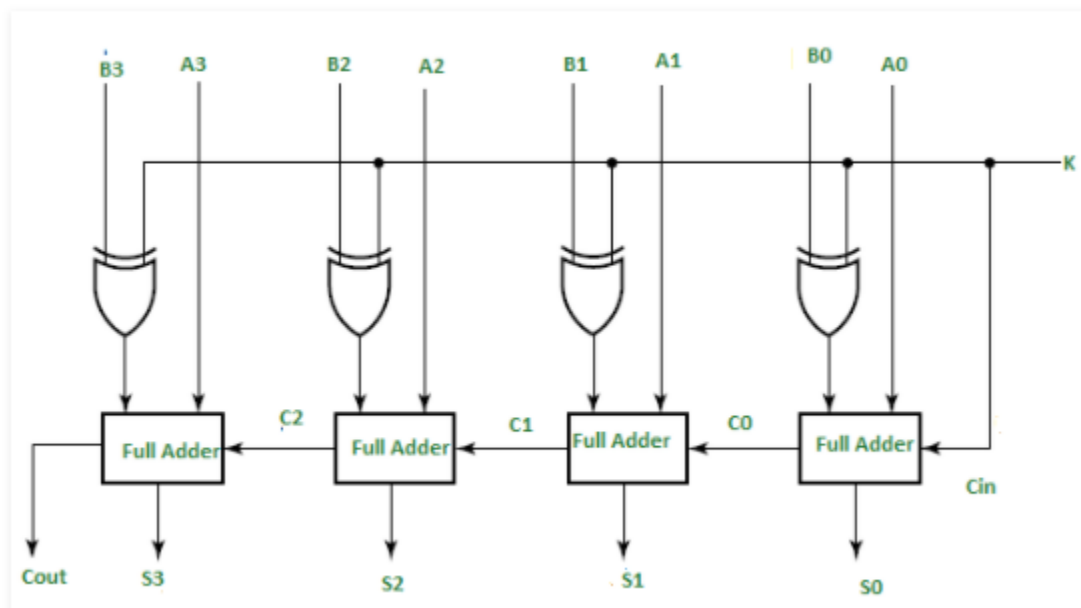 B3 A3 B2 A2 B1 A1 B0 A0
K
C2 C1 C0
Full Adder Full Adder Full Adder Full Adder
Cin
Cout S3 S2 S1 S0